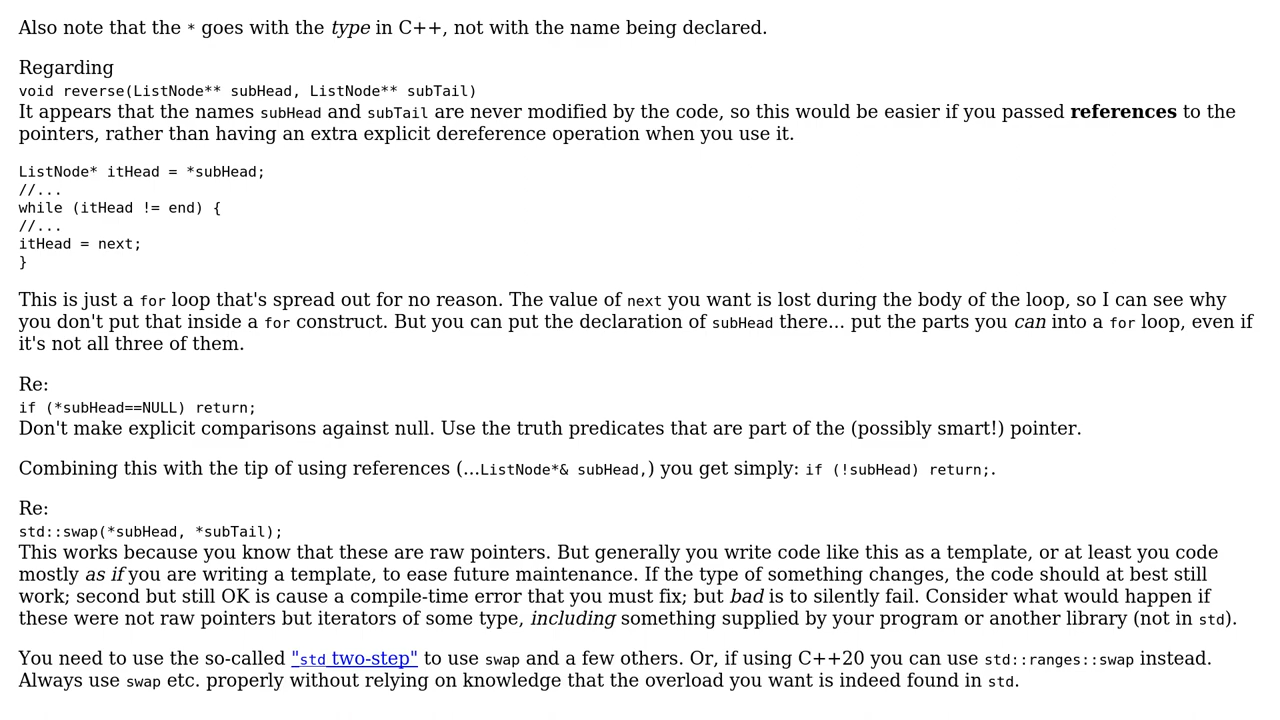 Also note that the * goes with the type in C++, not with the name being declared.
Regarding
void reverse(ListNode** subHead, ListNode** subTail)
It appears that the names subHead and subTail are never modified by the code, so this would be easier if you passed references to the
pointers, rather than having an extra explicit dereference operation when you use it.
ListNode* itHead = *subHead;
//...
while (itHead != end) {
//...
itHead = next;
}
This is just a for loop that's spread out for no reason. The value of next you want is lost during the body of the loop, so I can see why
you don't put that inside a for construct. But you can put the declaration of subHead there... put the parts you can into a for loop, even if
it's not all three of them.
Re:
if (*subHead==NULL) return;
Don't make explicit comparisons against null. Use the truth predicates that are part of the (possibly smart!) pointer.
Combining this with the tip of using references (...ListNode*& subHead,) you get simply: if (!subHead) return;.
Re:
std::swap(*subHead, *subTail);
This works because you know that these are raw pointers. But generally you write code like this as a template, or at least you code
mostly as if you are writing a template, to ease future maintenance. If the type of something changes, the code should at best still
work; second but still OK is cause a compile-time error that you must fix; but bad is to silently fail. Consider what would happen if
these were not raw pointers but iterators of some type, including something supplied by your program or another library (not in std).
You need to use the so-called "std two-step" to use swap and a few others. Or, if using C++20 you can use std::ranges::swap instead.
Always use swap etc. properly without relying on knowledge that the overload you want is indeed found in std.